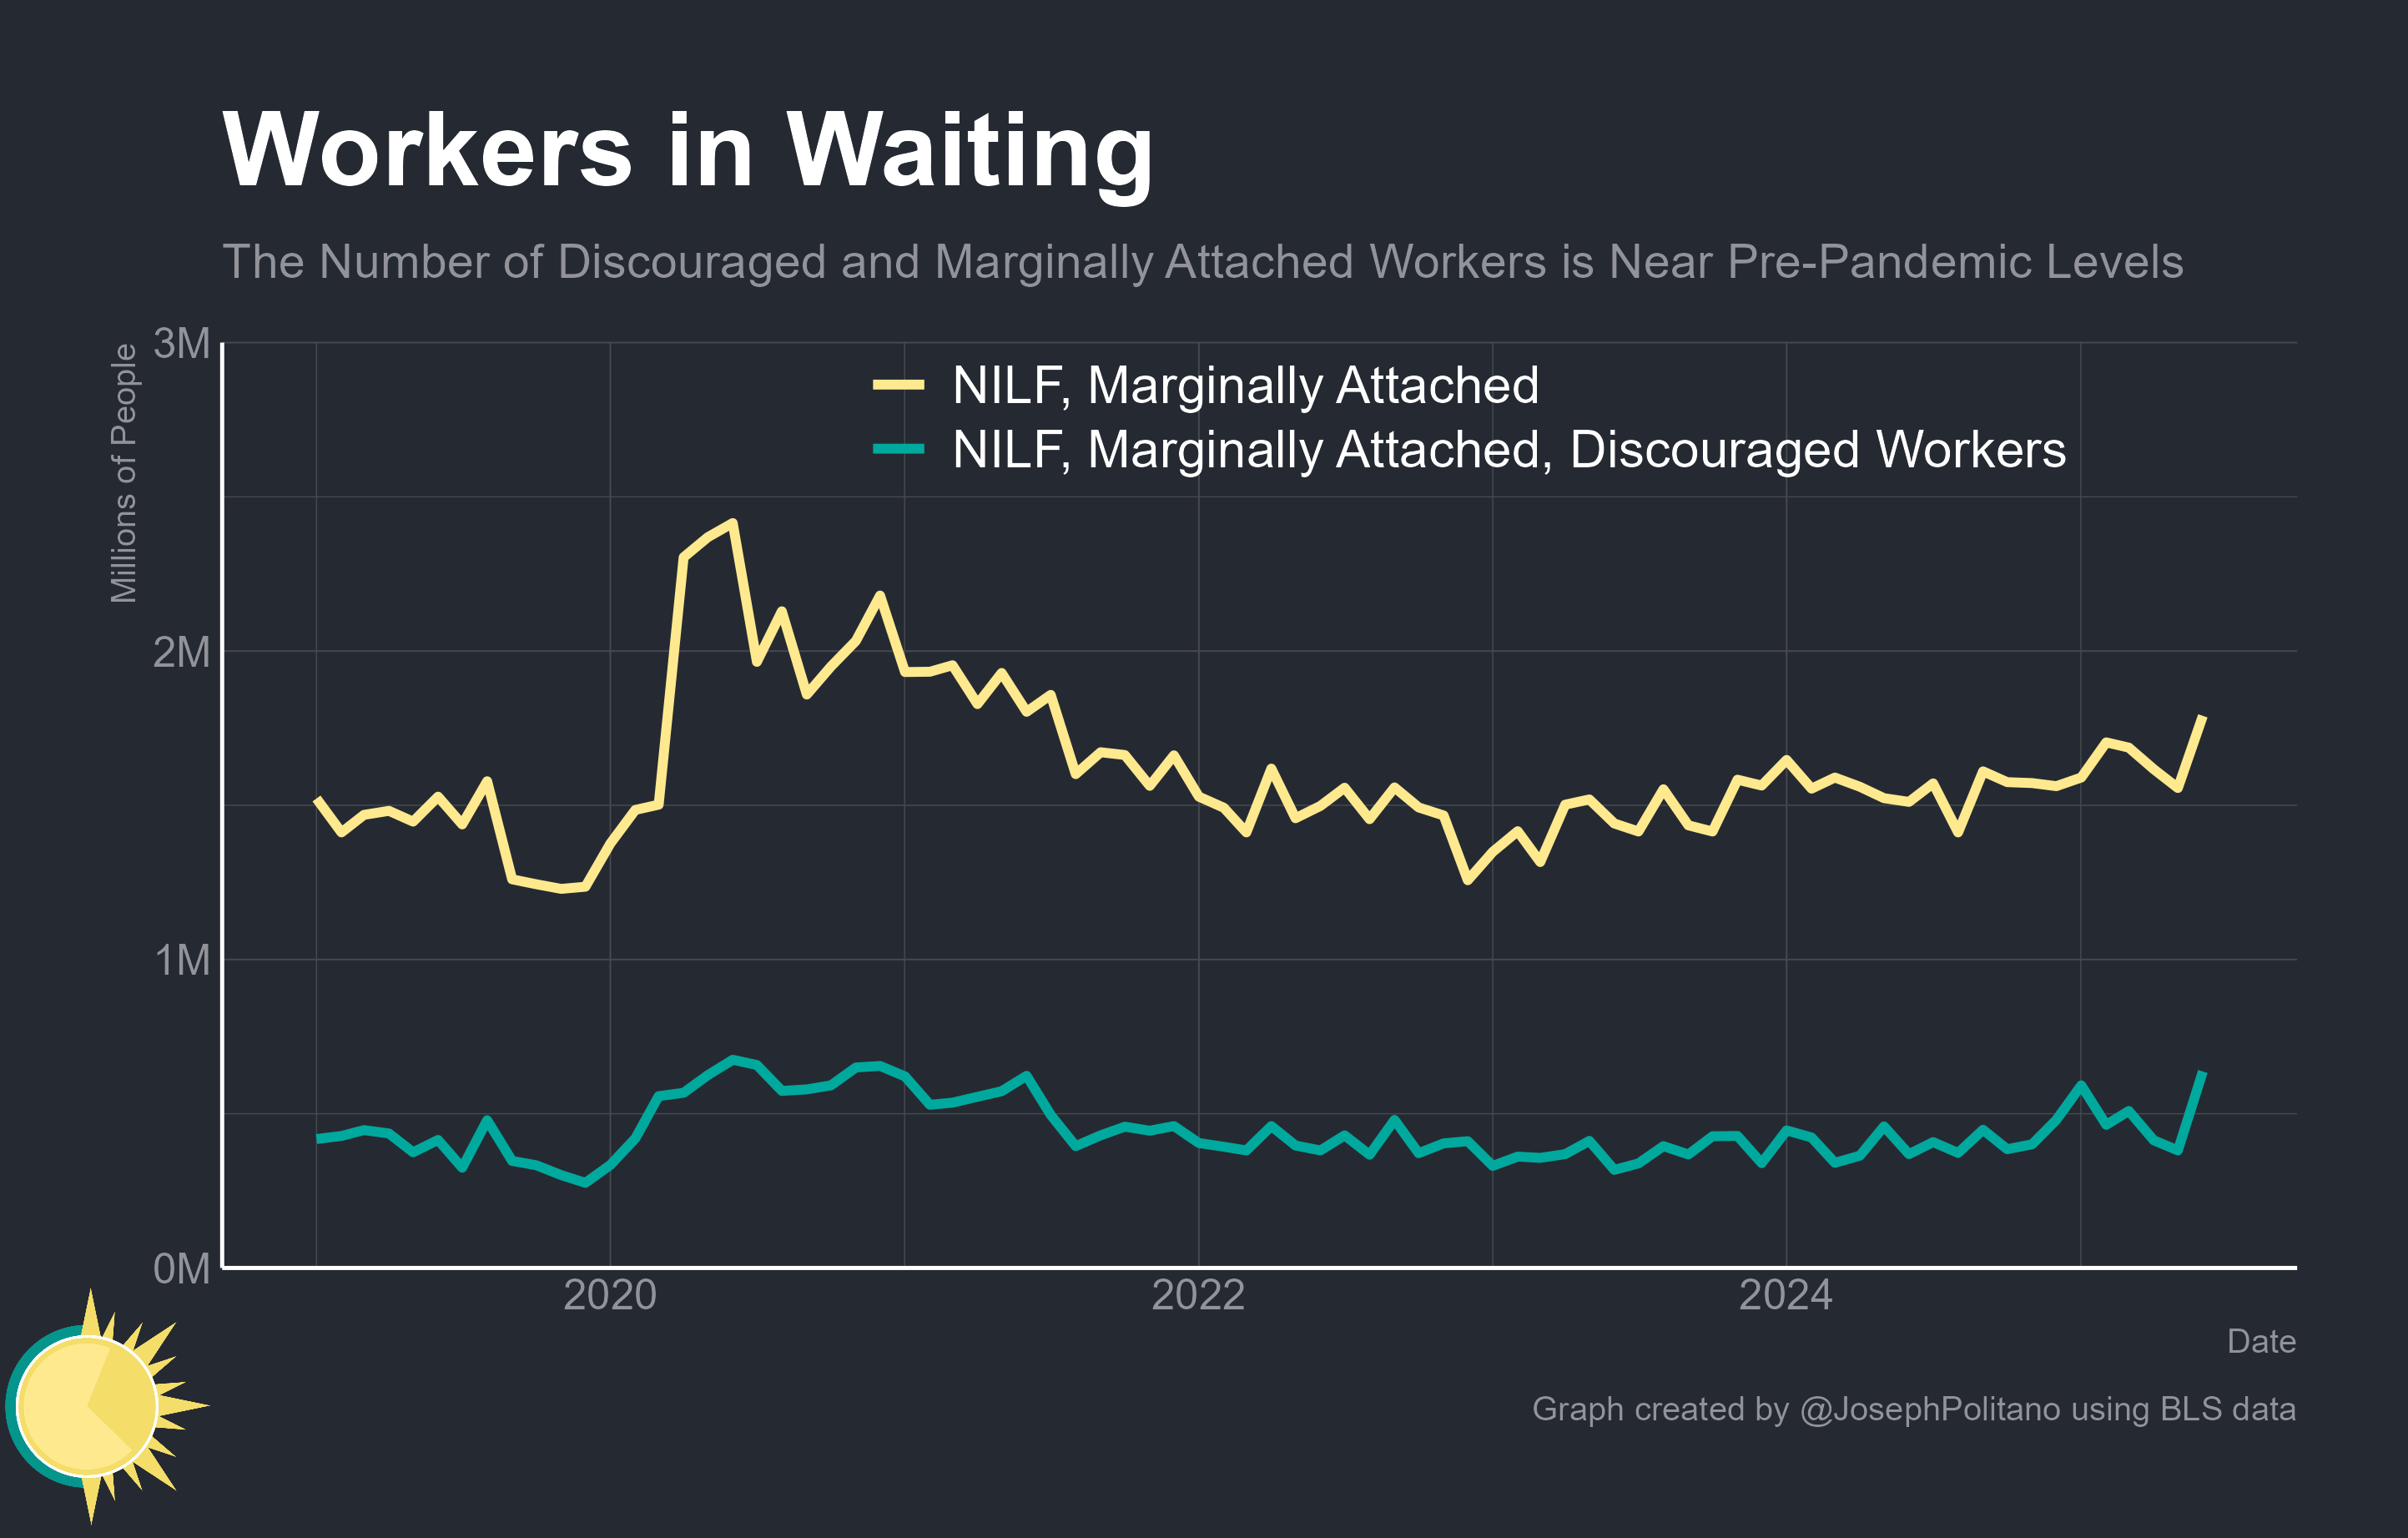 Workers in Waiting
The Number of Discouraged and Marginally Attached Workers is Near Pre-Pandemic Levels
Millions of People
3M
NILF, Marginally Attached
NILF, Marginally Attached, Discouraged Workers
2M
1M
0M
2020
2022
2024
Date
Graph created by @JosephPolitano using BLS data